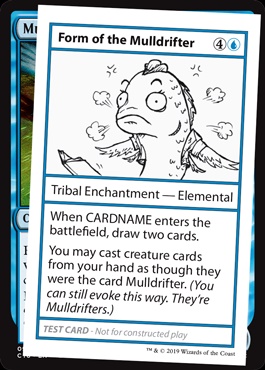 Form of the Mulldrifter 4
Tribal Enchantment — Elemental
When CARDNAME enters the
battlefield, draw two cards.
You may cast creature cards
from your hand as though they
were the card Mulldrifter. (You
can still evoke this way. They're
Mulldrifters.)
TEST CARD - Not for constructed play
™ & © 2019 Wizards of the Coast